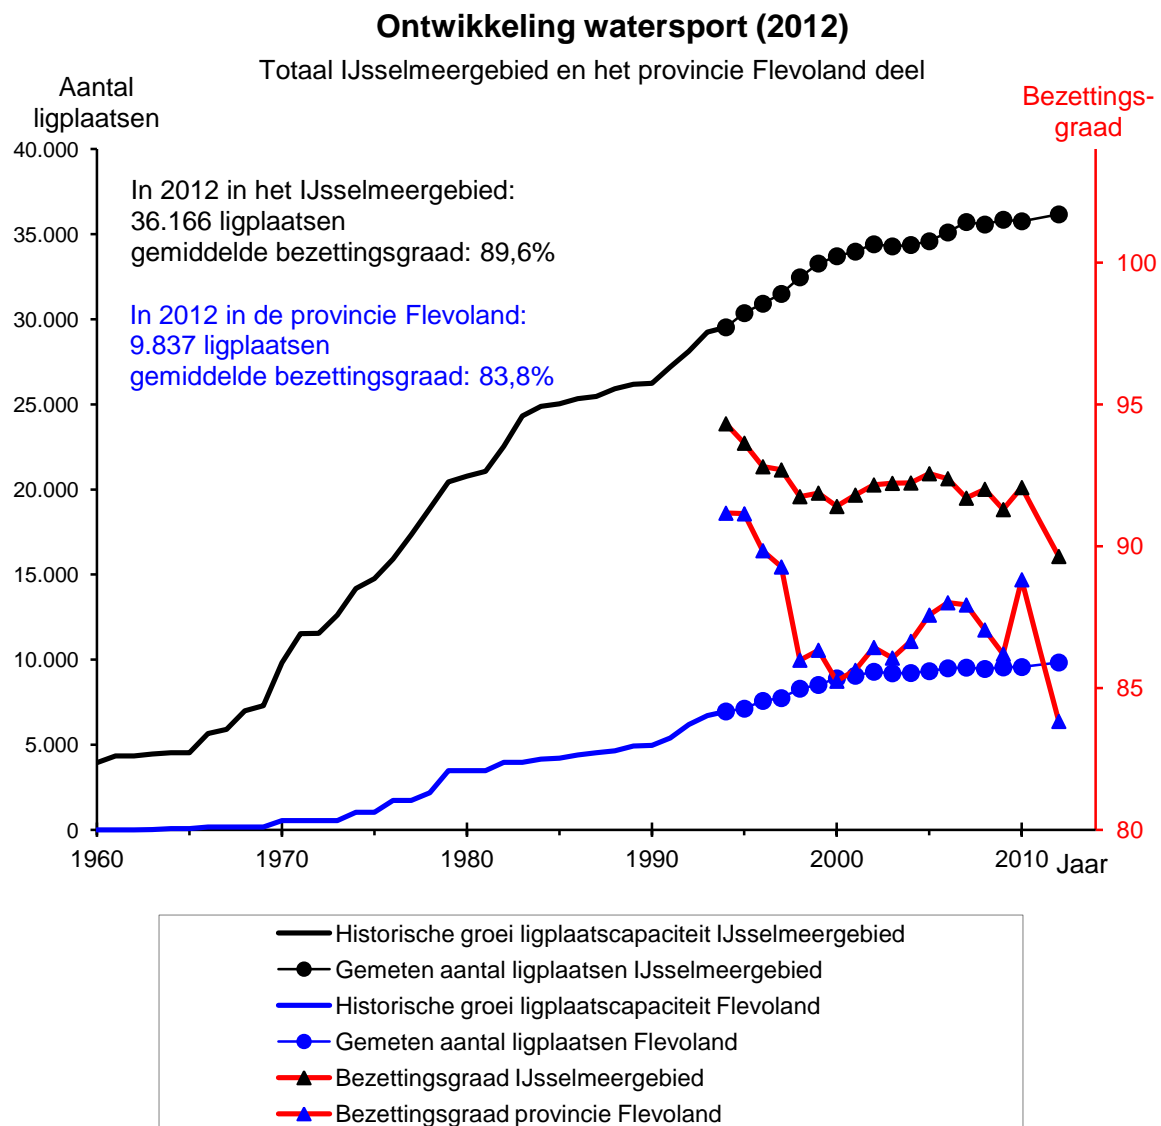 Ontwikkeling watersport (2012)
Totaal IJsselmeergebied en het provincie Flevoland deel
Aantal
ligplaatsen
Bezettings-
graad
40.000
35.000
30.000
25.000
20.000
15.000
10.000
5.000
0
In 2012 in het IJsselmeergebied:
36.166 ligplaatsen
gemiddelde bezettingsgraad: 89,6%
In 2012 in de provincie Flevoland:
9.837 ligplaatsen
gemiddelde bezettingsgraad: 83,8%
100
95
90
85
80
1960 1970 1980 1990 2000 2010 Jaar
Historische groei ligplaatscapaciteit IJsselmeergebied
Gemeten aantal ligplaatsen IJsselmeergebied
Historische groei ligplaatscapaciteit Flevoland
Gemeten aantal ligplaatsen Flevoland
Bezettingsgraad IJsselmeergebied
Bezettingsgraad provincie Flevoland